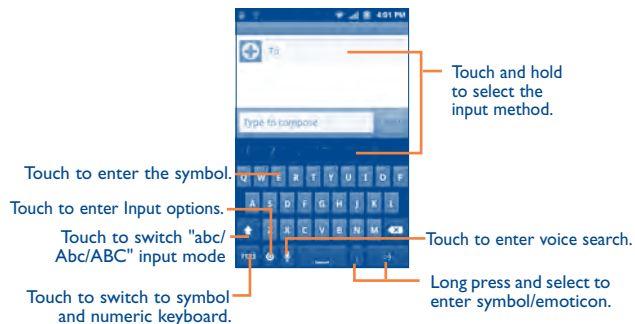 4:01 PM
To
Type to compose
Touch and hold
to select the
input method.
Touch to enter the symbol.
Q W E R T Y U I O P
A S D F G H J K L
Touch to enter Input options.
Z X C V B N M
Touch to switch "abc/
Abc/ABC" input mode
Touch to enter voice search.
?123
:-)
Touch to switch to symbol
and numeric keyboard.
Long press and select to
enter symbol/emoticon.